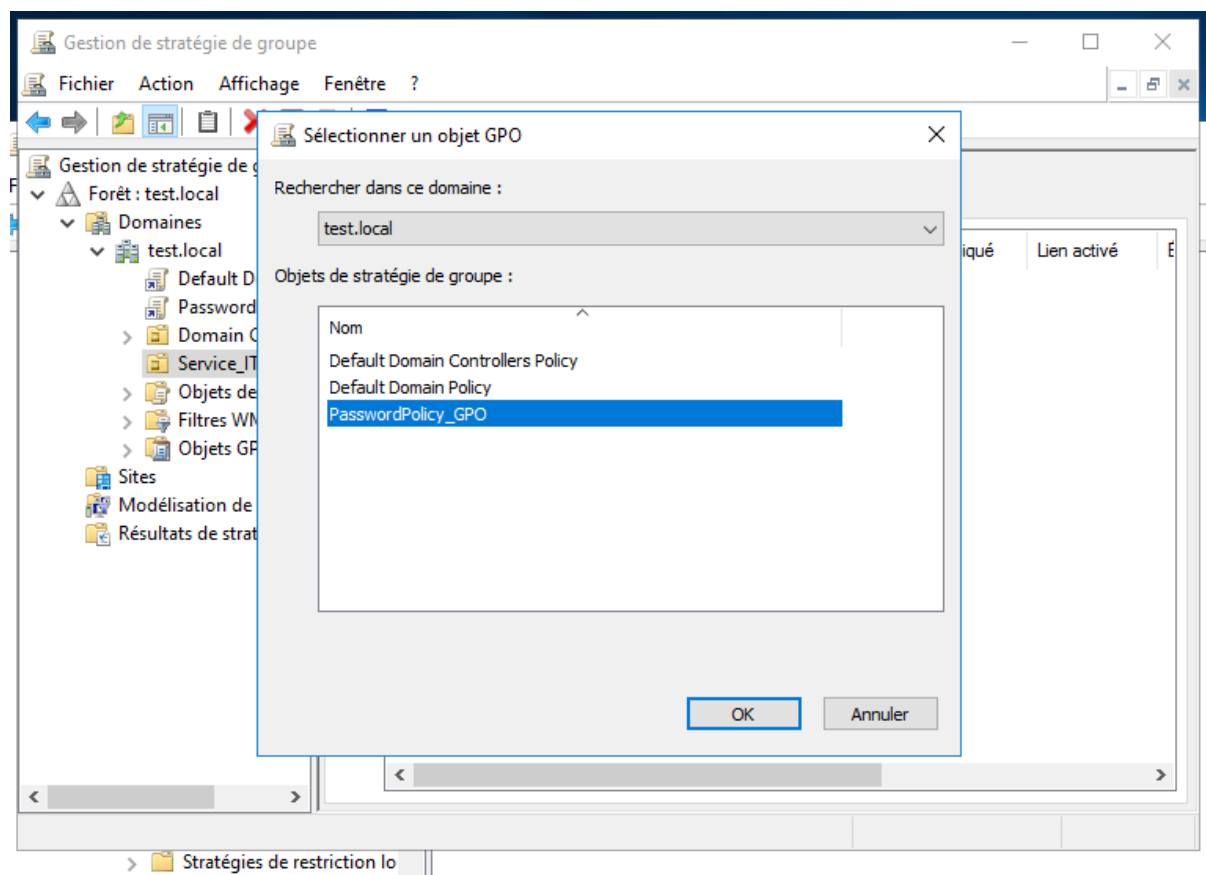 Gestion de stratégie de groupe
Fichier Action Affichage Fenêtre ?
Sélectionner un objet GPO
Gestion de stratégie de
Rechercher dans ce domaine :
Forêt : test.local
test.local
Domaines
test.local
iqué Lien activé É
Objets de stratégie de groupe :
Default D
Password
Nom
Domain C
Default Domain Controllers Policy
Service_IT
Default Domain Policy
Objets de
PasswordPolicy_GPO
Filtres WM
Objets GP
Sites
Modélisation de
Résultats de strat
OK Annuler
Stratégies de restriction lo